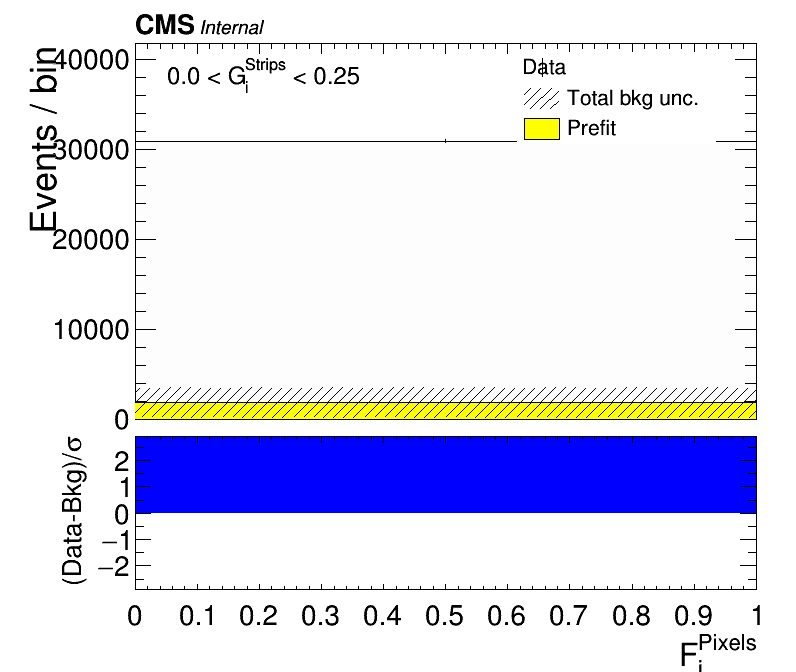 CMS Internal
Events / bin
40000
30000
20000
10000
0
0.0 < G_i^Strips < 0.25
Data
Total bkg unc.
Prefit
(Data-Bkg)/σ
2
1
0
−1
−2
0 0.1 0.2 0.3 0.4 0.5 0.6 0.7 0.8 0.9 1
F_i^Pixels